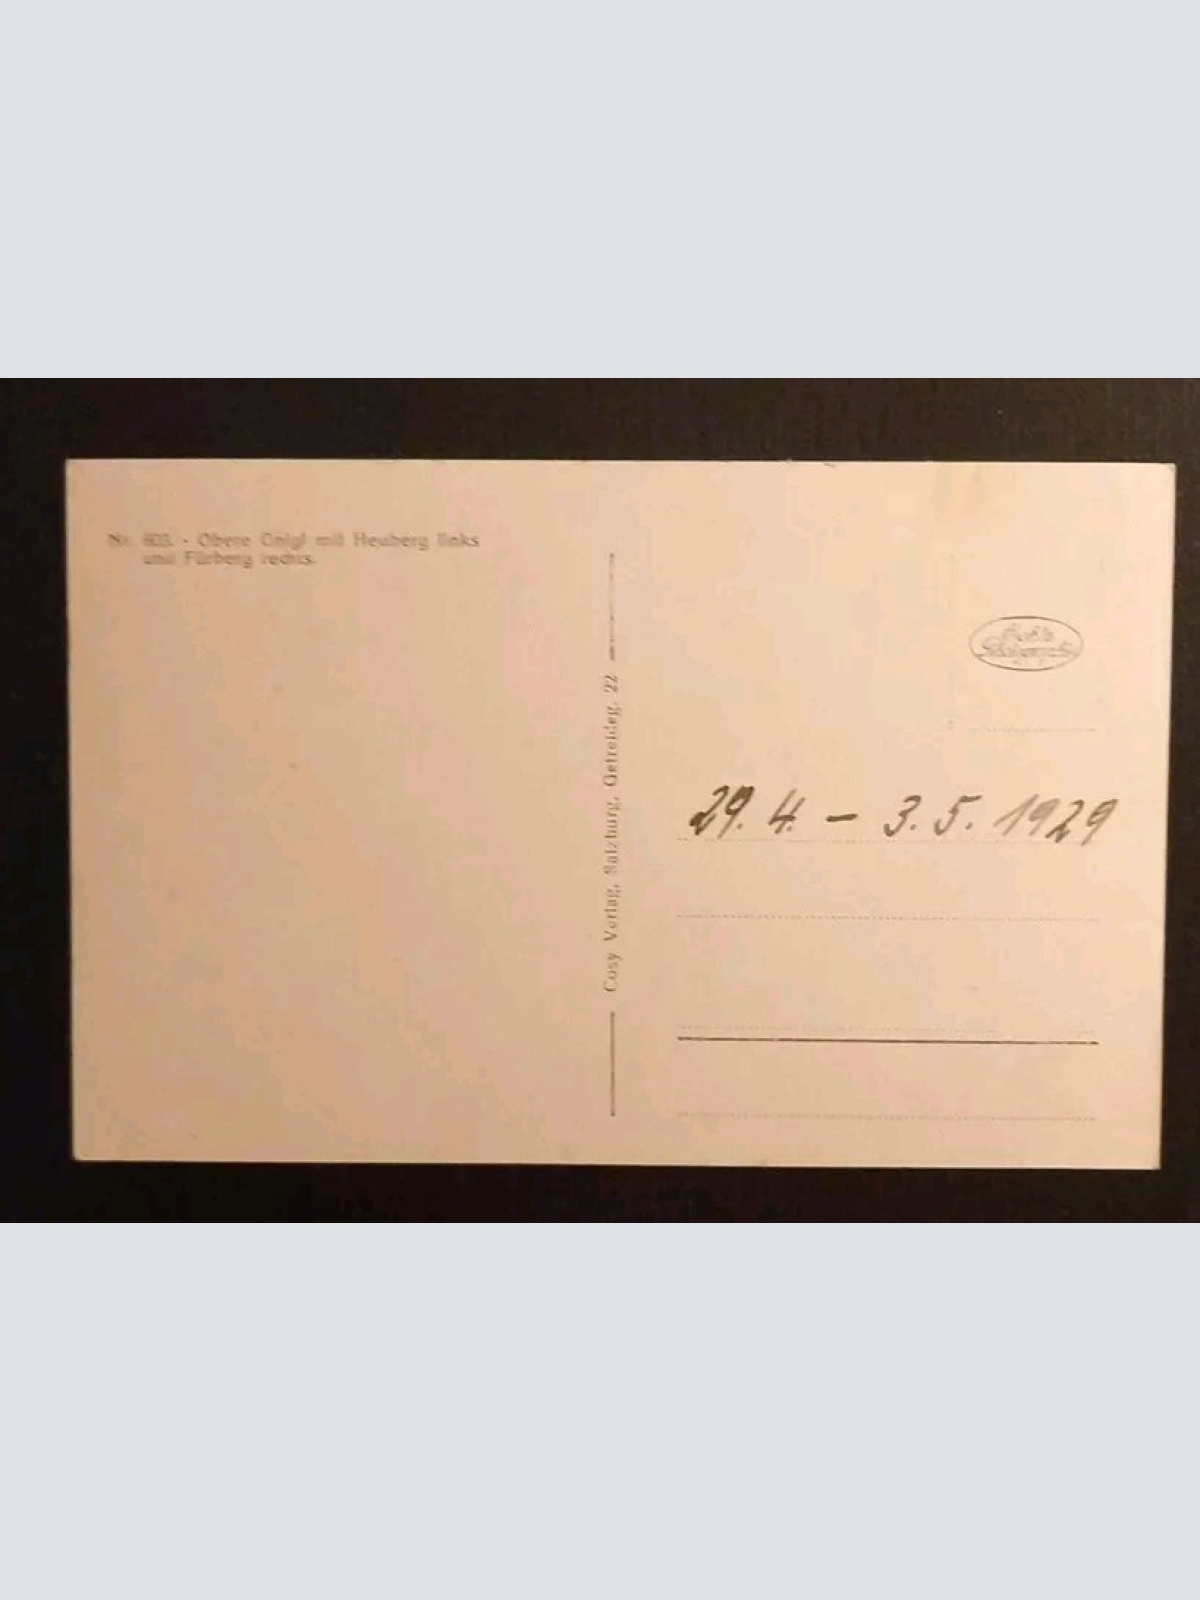 Nr. 603. - Obere Gnigl mit Heuberg links
und Fürberg rechts.
Cosy Verlag, Salzburg, Getreideg. 22
29. 4. – 3. 5. 1929